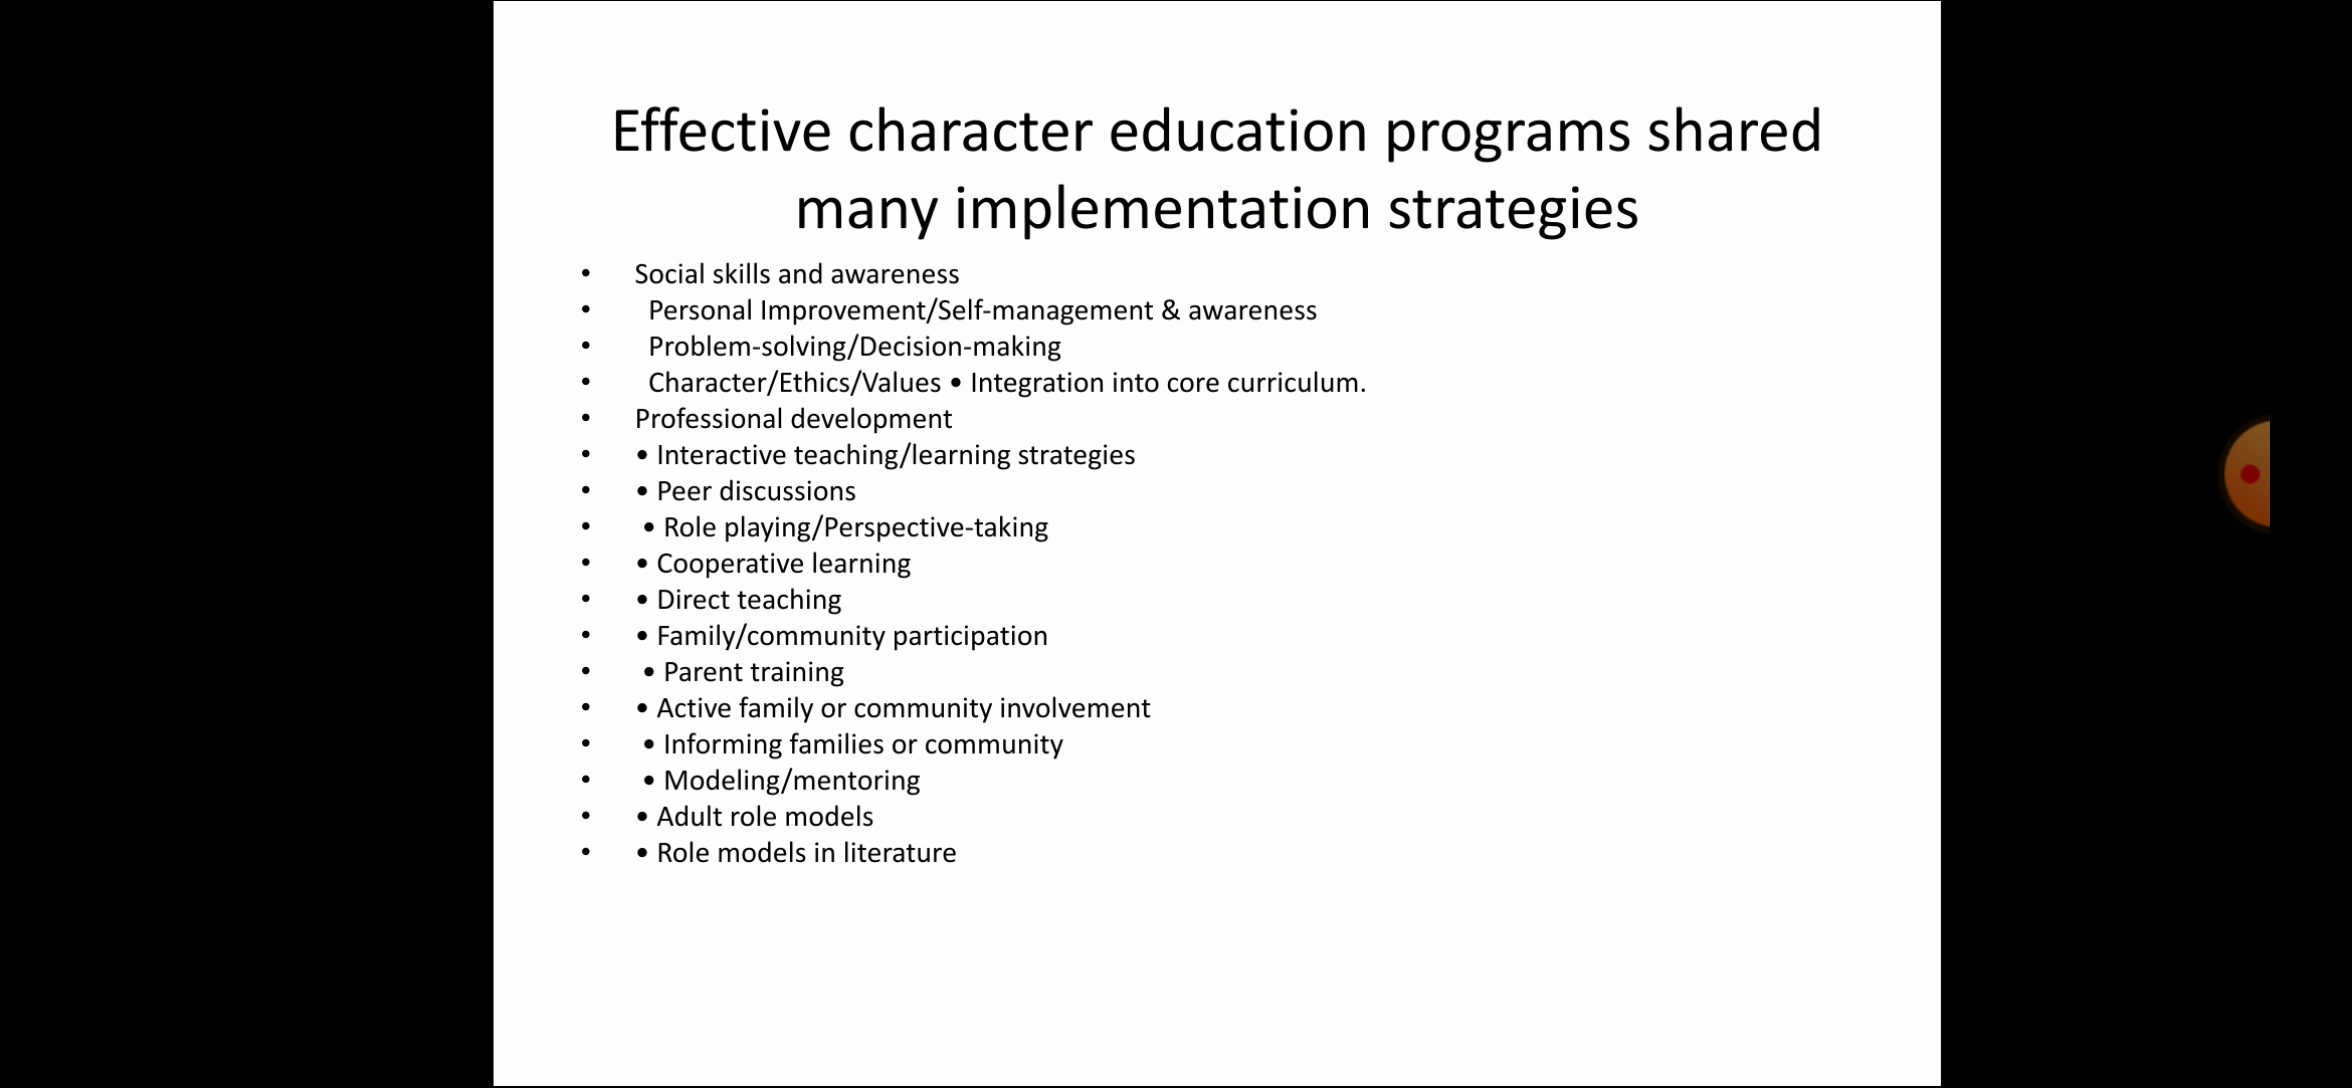 Effective character education programs shared
many implementation strategies
• Social skills and awareness
• Personal Improvement/Self-management & awareness
• Problem-solving/Decision-making
• Character/Ethics/Values • Integration into core curriculum.
• Professional development
• • Interactive teaching/learning strategies
• • Peer discussions
• • Role playing/Perspective-taking
• • Cooperative learning
• • Direct teaching
• • Family/community participation
• • Parent training
• • Active family or community involvement
• • Informing families or community
• • Modeling/mentoring
• • Adult role models
• • Role models in literature